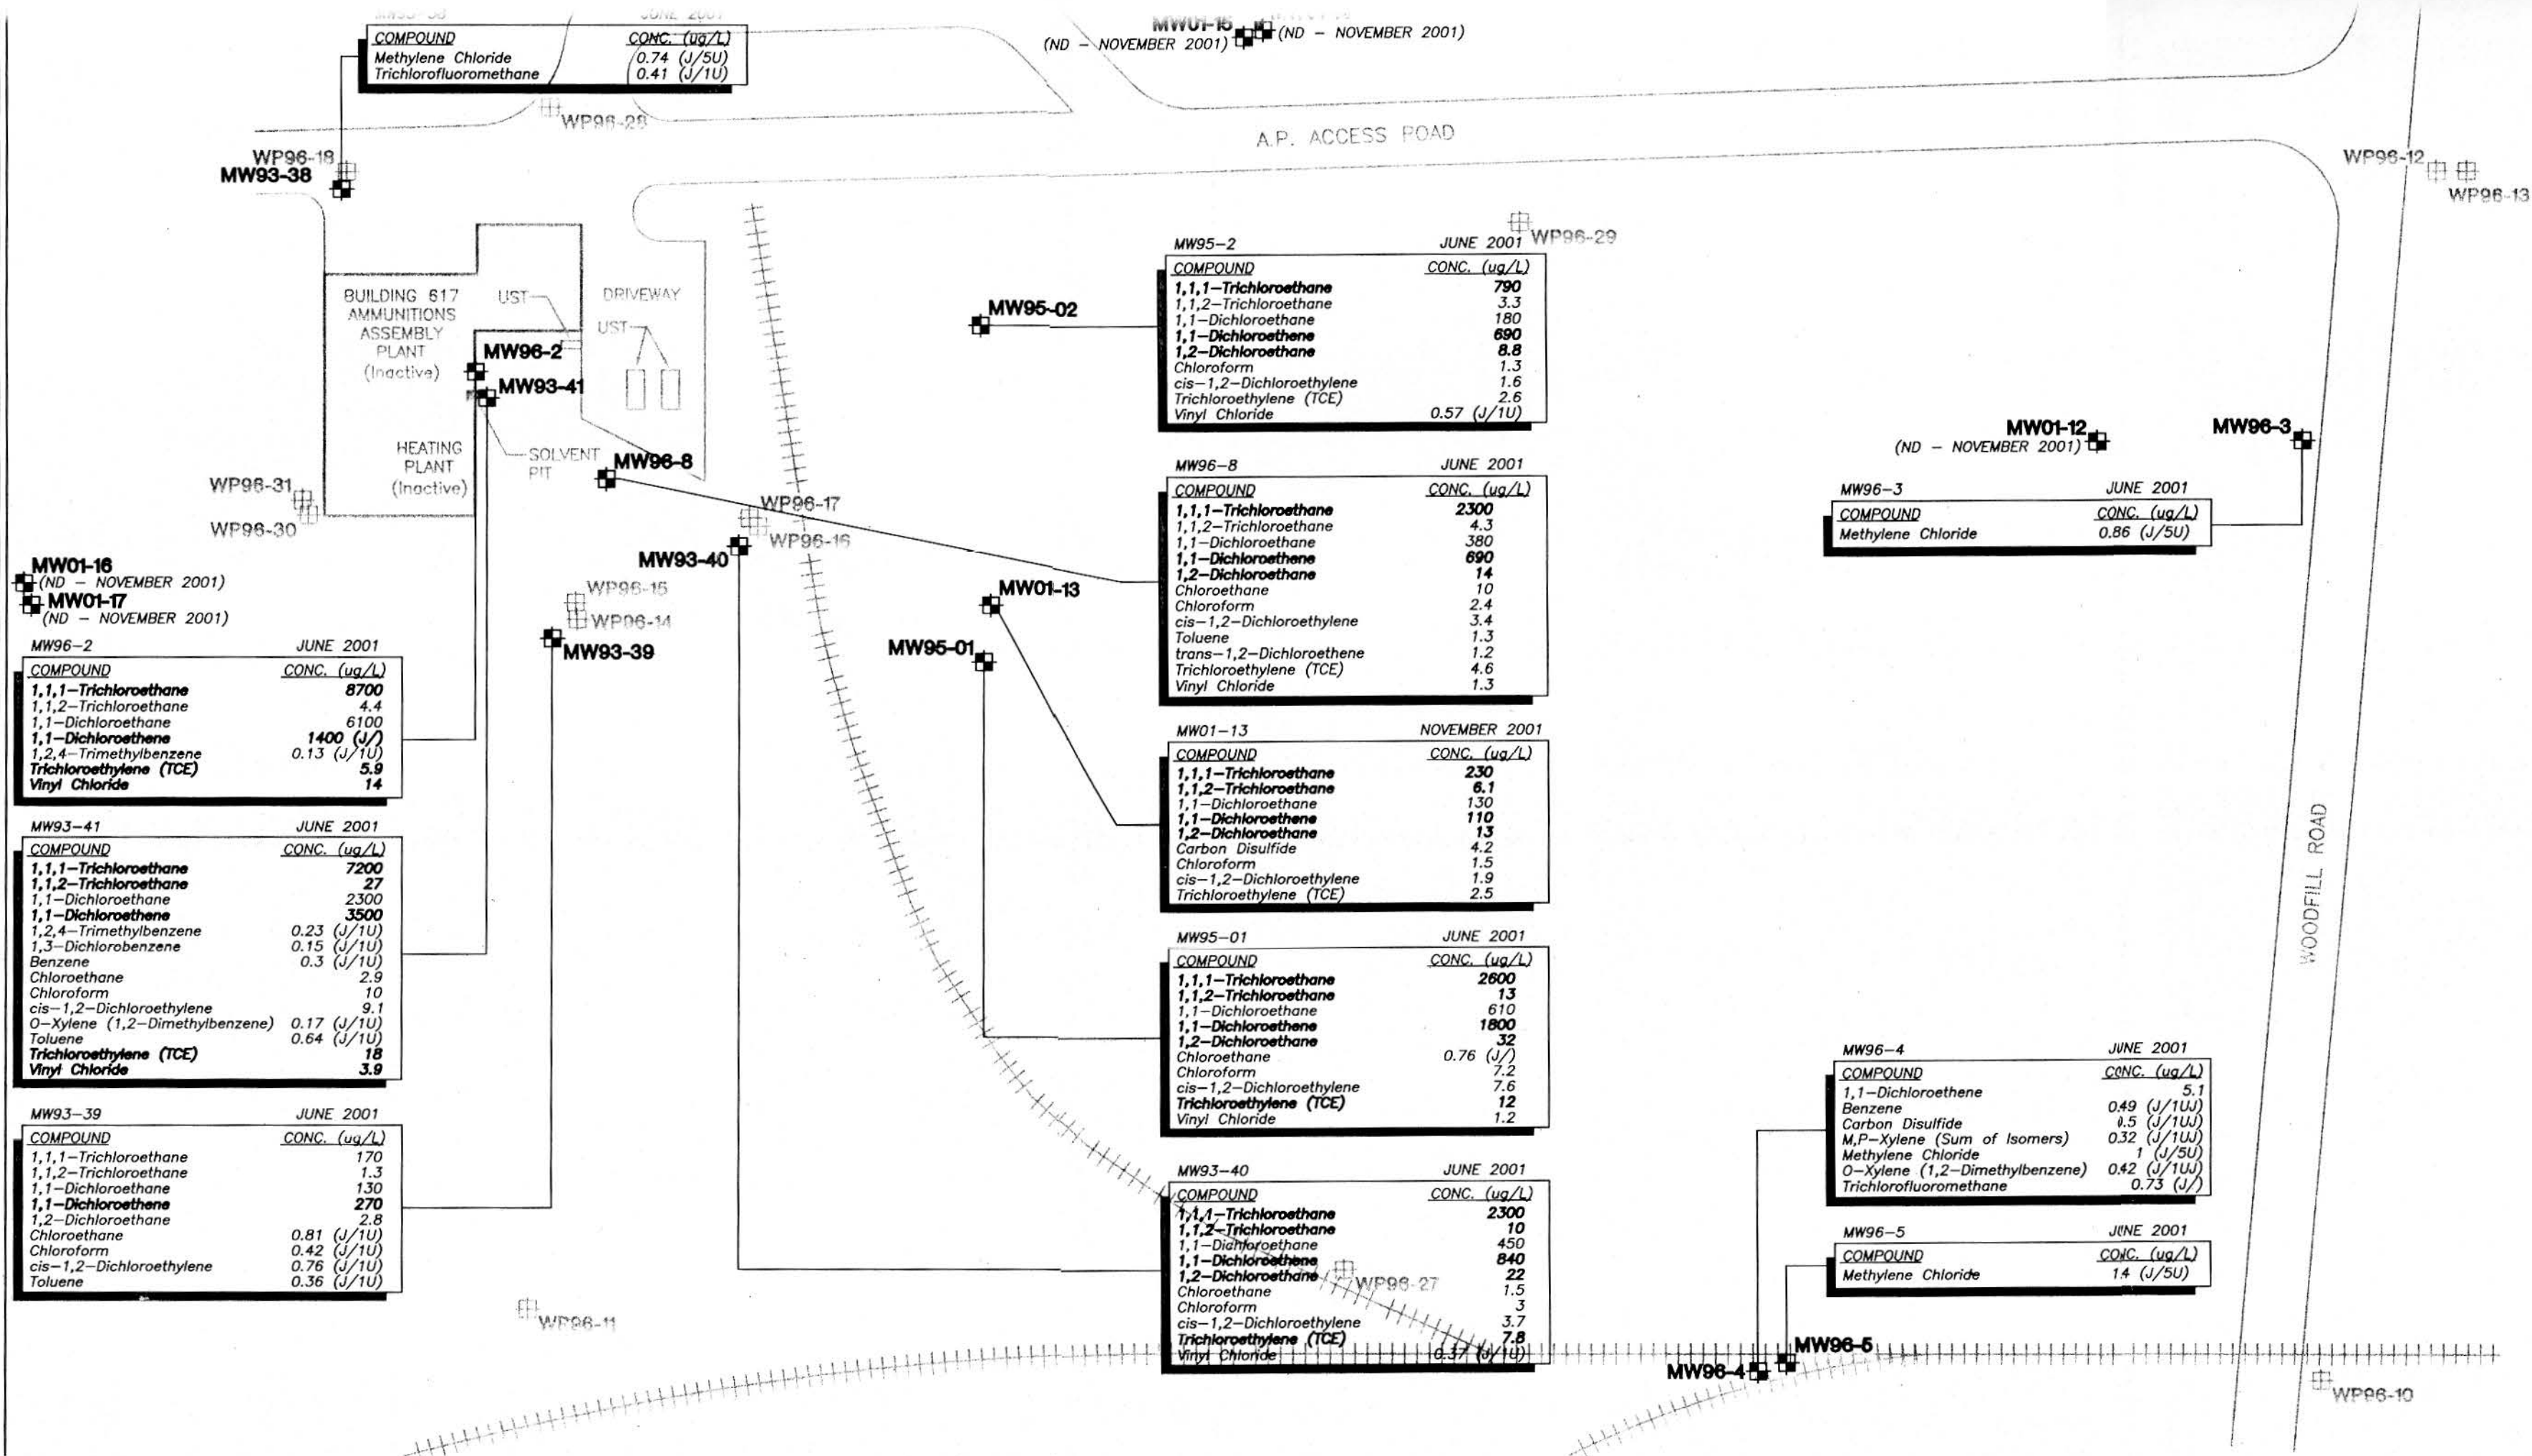 MW93-38 JUNE 2001
COMPOUND CONC. (ug/L)
Methylene Chloride 0.74 (J/5U)
Trichlorofluoromethane 0.41 (J/1U)
MW01-15
(ND - NOVEMBER 2001)
(ND - NOVEMBER 2001)
WP96-28
A.P. ACCESS ROAD
WP96-18
MW93-38
WP96-12
WP96-13
WP96-29
BUILDING 617
AMMUNITIONS
ASSEMBLY
PLANT
(Inactive)
UST
DRIVEWAY
UST
MW96-2
MW93-41
HEATING
PLANT
(Inactive)
SOLVENT
PIT
MW96-8
WP96-31
WP96-30
WP96-17
WP96-16
MW93-40
MW01-16
(ND - NOVEMBER 2001)
MW01-17
(ND - NOVEMBER 2001)
WP96-15
WP96-14
MW93-39
MW95-02
MW01-13
MW95-01
MW01-12
(ND - NOVEMBER 2001)
MW96-3
MW96-2 JUNE 2001
COMPOUND CONC. (ug/L)
1,1,1-Trichloroethane 8700
1,1,2-Trichloroethane 4.4
1,1-Dichloroethane 6100
1,1-Dichloroethene 1400 (J/)
1,2,4-Trimethylbenzene 0.13 (J/1U)
Trichloroethylene (TCE) 5.9
Vinyl Chloride 14
MW93-41 JUNE 2001
COMPOUND CONC. (ug/L)
1,1,1-Trichloroethane 7200
1,1,2-Trichloroethane 27
1,1-Dichloroethane 2300
1,1-Dichloroethene 3500
1,2,4-Trimethylbenzene 0.23 (J/1U)
1,3-Dichlorobenzene 0.15 (J/1U)
Benzene 0.3 (J/1U)
Chloroethane 2.9
Chloroform 10
cis-1,2-Dichloroethylene 9.1
O-Xylene (1,2-Dimethylbenzene) 0.17 (J/1U)
Toluene 0.64 (J/1U)
Trichloroethylene (TCE) 18
Vinyl Chloride 3.9
MW93-39 JUNE 2001
COMPOUND CONC. (ug/L)
1,1,1-Trichloroethane 170
1,1,2-Trichloroethane 1.3
1,1-Dichloroethane 130
1,1-Dichloroethene 270
1,2-Dichloroethane 2.8
Chloroethane 0.81 (J/1U)
Chloroform 0.42 (J/1U)
cis-1,2-Dichloroethylene 0.76 (J/1U)
Toluene 0.36 (J/1U)
WP96-11
MW95-2 JUNE 2001
COMPOUND CONC. (ug/L)
1,1,1-Trichloroethane 790
1,1,2-Trichloroethane 3.3
1,1-Dichloroethane 180
1,1-Dichloroethene 690
1,2-Dichloroethane 8.8
Chloroform 1.3
cis-1,2-Dichloroethylene 1.6
Trichloroethylene (TCE) 2.6
Vinyl Chloride 0.57 (J/1U)
MW96-8 JUNE 2001
COMPOUND CONC. (ug/L)
1,1,1-Trichloroethane 2300
1,1,2-Trichloroethane 4.3
1,1-Dichloroethane 380
1,1-Dichloroethene 690
1,2-Dichloroethane 14
Chloroethane 10
Chloroform 2.4
cis-1,2-Dichloroethylene 3.4
Toluene 1.3
trans-1,2-Dichloroethene 1.2
Trichloroethylene (TCE) 4.6
Vinyl Chloride 1.3
MW01-13 NOVEMBER 2001
COMPOUND CONC. (ug/L)
1,1,1-Trichloroethane 230
1,1,2-Trichloroethane 6.1
1,1-Dichloroethane 130
1,1-Dichloroethene 110
1,2-Dichloroethane 13
Carbon Disulfide 4.2
Chloroform 1.5
cis-1,2-Dichloroethylene 1.9
Trichloroethylene (TCE) 2.5
MW95-01 JUNE 2001
COMPOUND CONC. (ug/L)
1,1,1-Trichloroethane 2600
1,1,2-Trichloroethane 13
1,1-Dichloroethane 610
1,1-Dichloroethene 1800
1,2-Dichloroethane 32
Chloroethane 0.76 (J/)
Chloroform 7.2
cis-1,2-Dichloroethylene 7.6
Trichloroethylene (TCE) 12
Vinyl Chloride 1.2
MW93-40 JUNE 2001
COMPOUND CONC. (ug/L)
1,1,1-Trichloroethane 2300
1,1,2-Trichloroethane 10
1,1-Dichloroethane 450
1,1-Dichloroethene 840
1,2-Dichloroethane 22
Chloroethane 1.5
Chloroform 3
cis-1,2-Dichloroethylene 3.7
Trichloroethylene (TCE) 7.8
Vinyl Chloride 0.37 (J/1U)
WP96-27
MW96-3 JUNE 2001
COMPOUND CONC. (ug/L)
Methylene Chloride 0.86 (J/5U)
WOODFILL ROAD
MW96-4 JUNE 2001
COMPOUND CONC. (ug/L)
1,1-Dichloroethene 5.1
Benzene 0.49 (J/1UJ)
Carbon Disulfide 0.5 (J/1UJ)
M,P-Xylene (Sum of Isomers) 0.32 (J/1UJ)
Methylene Chloride 1 (J/5U)
O-Xylene (1,2-Dimethylbenzene) 0.42 (J/1UJ)
Trichlorofluoromethane 0.73 (J/)
MW96-5 JUNE 2001
COMPOUND CONC. (ug/L)
Methylene Chloride 1.4 (J/5U)
MW96-5
MW96-4
WP96-10